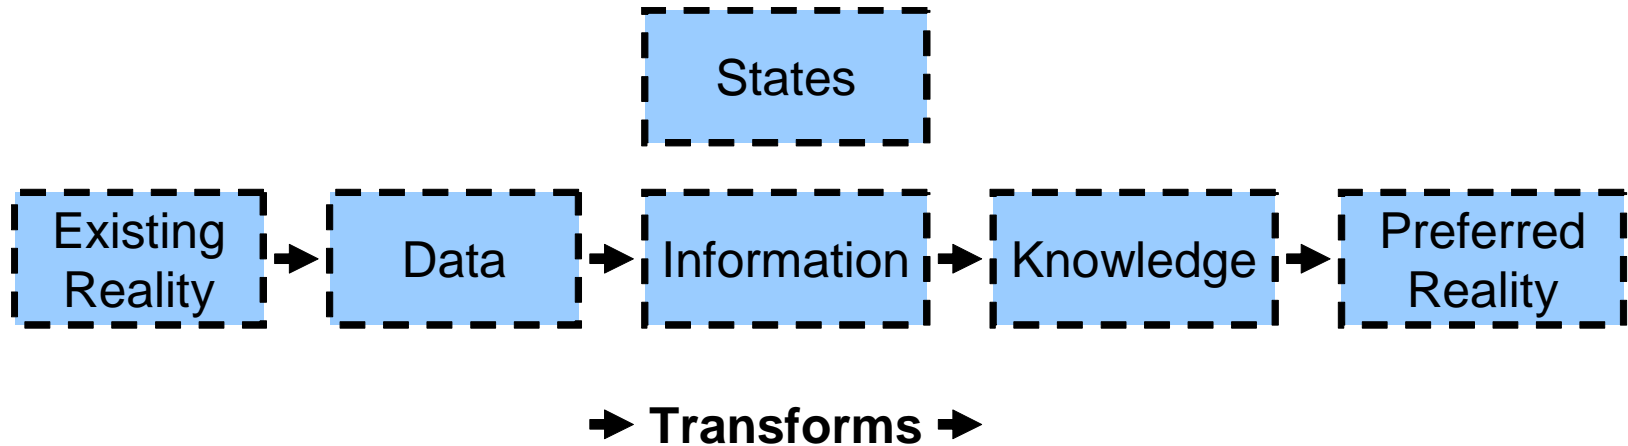 States
Existing
Reality
Data
Information
Knowledge
Preferred
Reality
Transforms